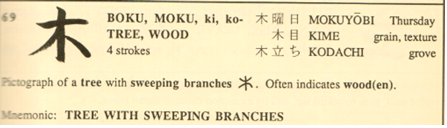 69 木 BOKU, MOKU, ki, ko- 木曜日 MOKUYŌBI Thursday
TREE, WOOD 木目 KIME grain, texture
4 strokes 木立ち KODACHI grove
Pictograph of a tree with sweeping branches 木. Often indicates wood(en).
Mnemonic: TREE WITH SWEEPING BRANCHES